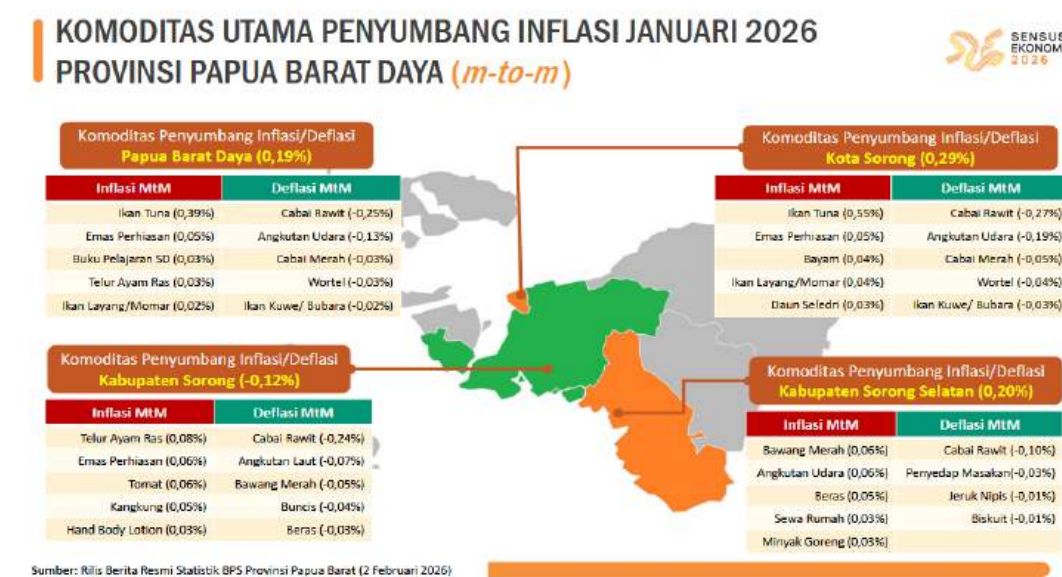 KOMODITAS UTAMA PENYUMBANG INFLASI JANUARI 2026
PROVINSI PAPUA BARAT DAYA (m-to-m)
SENSUS
EKONOM
2026
Komoditas Penyumbang Inflasi/Deflasi
Papua Barat Daya (0,19%)
Inflasi MtM Deflasi MtM
Ikan Tuna (0,39%) Cabai Rawit (-0,25%)
Emas Perhiasan (0,05%) Angkutan Udara (-0,13%)
Buku Pelajaran SD (0,03%) Cabai Merah (-0,03%)
Telur Ayam Ras (0,03%) Wortel (-0,03%)
Ikan Layang/Momar (0,02%) Ikan Kuwe/ Bubara (-0,02%)
Komoditas Penyumbang Inflasi/Deflasi
Kota Sorong (0,29%)
Inflasi MtM Deflasi MtM
Ikan Tuna (0,55%) Cabai Rawit (-0,27%)
Emas Perhiasan (0,05%) Angkutan Udara (-0,19%)
Bayam (0,04%) Cabai Merah (-0,05%)
Ikan Layang/Momar (0,04%) Wortel (-0,04%)
Daun Seledri (0,03%) Ikan Kuwe/ Bubara (-0,03%)
Komoditas Penyumbang Inflasi/Deflasi
Kabupaten Sorong (-0,12%)
Inflasi MtM Deflasi MtM
Telur Ayam Ras (0,08%) Cabai Rawit (-0,24%)
Emas Perhiasan (0,06%) Angkutan Laut (-0,07%)
Tomat (0,06%) Bawang Merah (-0,05%)
Kangkung (0,05%) Buncis (-0,04%)
Hand Body Lotion (0,03%) Beras (-0,03%)
Komoditas Penyumbang Inflasi/Deflasi
Kabupaten Sorong Selatan (0,20%)
Inflasi MtM Deflasi MtM
Bawang Merah (0,06%) Cabai Rawit (-0,10%)
Angkutan Udara (0,06%) Penyedap Masakan(-0,03%)
Beras (0,05%) Jeruk Nipis (-0,01%)
Sewa Rumah (0,03%) Biskuit (-0,01%)
Minyak Goreng (0,03%)
Sumber: Rilis Berita Resmi Statistik BPS Provinsi Papua Barat (2 Februari 2026)